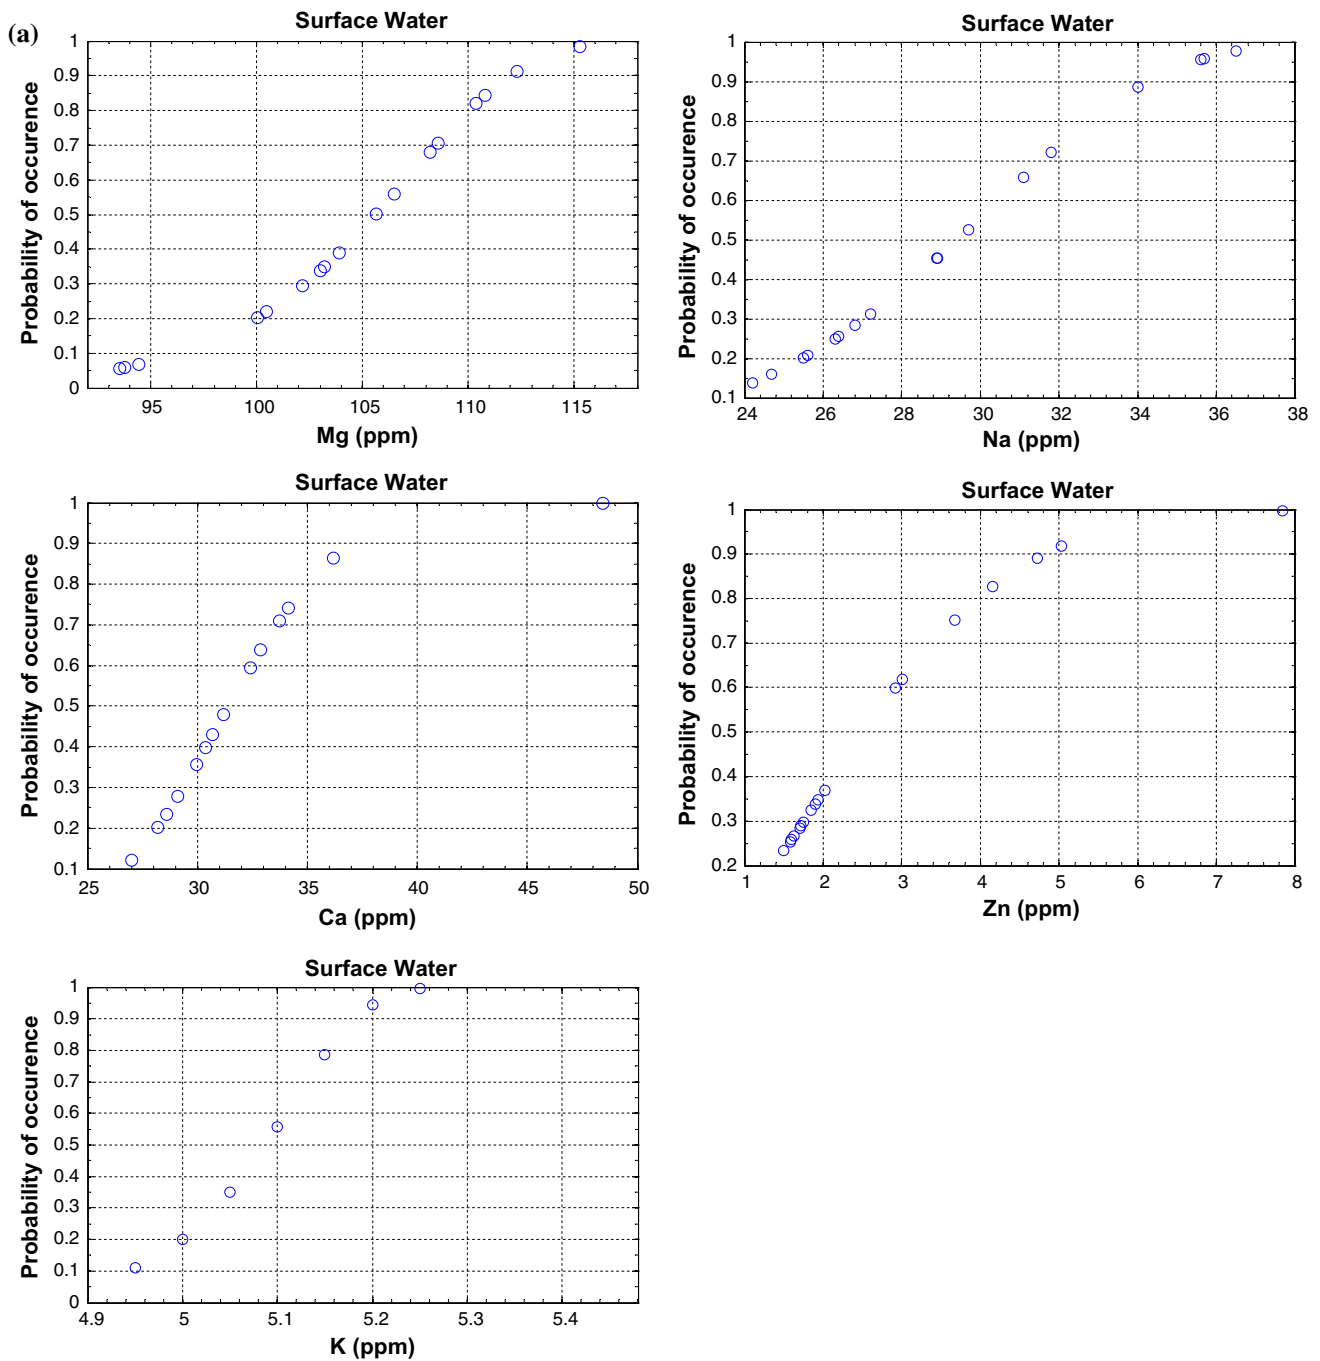 (a)
Surface Water
1
0.9
0.8
0.7
0.6
0.5
0.4
0.3
0.2
0.1
0
Probability of occurence
95 100 105 110 115
Mg (ppm)
Surface Water
1
0.9
0.8
0.7
0.6
0.5
0.4
0.3
0.2
0.1
Probability of occurence
24 26 28 30 32 34 36 38
Na (ppm)
Surface Water
1
0.9
0.8
0.7
0.6
0.5
0.4
0.3
0.2
0.1
Probability of occurence
25 30 35 40 45 50
Ca (ppm)
Surface Water
1
0.9
0.8
0.7
0.6
0.5
0.4
0.3
0.2
Probability of occurence
1 2 3 4 5 6 7 8
Zn (ppm)
Surface Water
1
0.9
0.8
0.7
0.6
0.5
0.4
0.3
0.2
0.1
0
Probability of occurence
4.9 5 5.1 5.2 5.3 5.4
K (ppm)